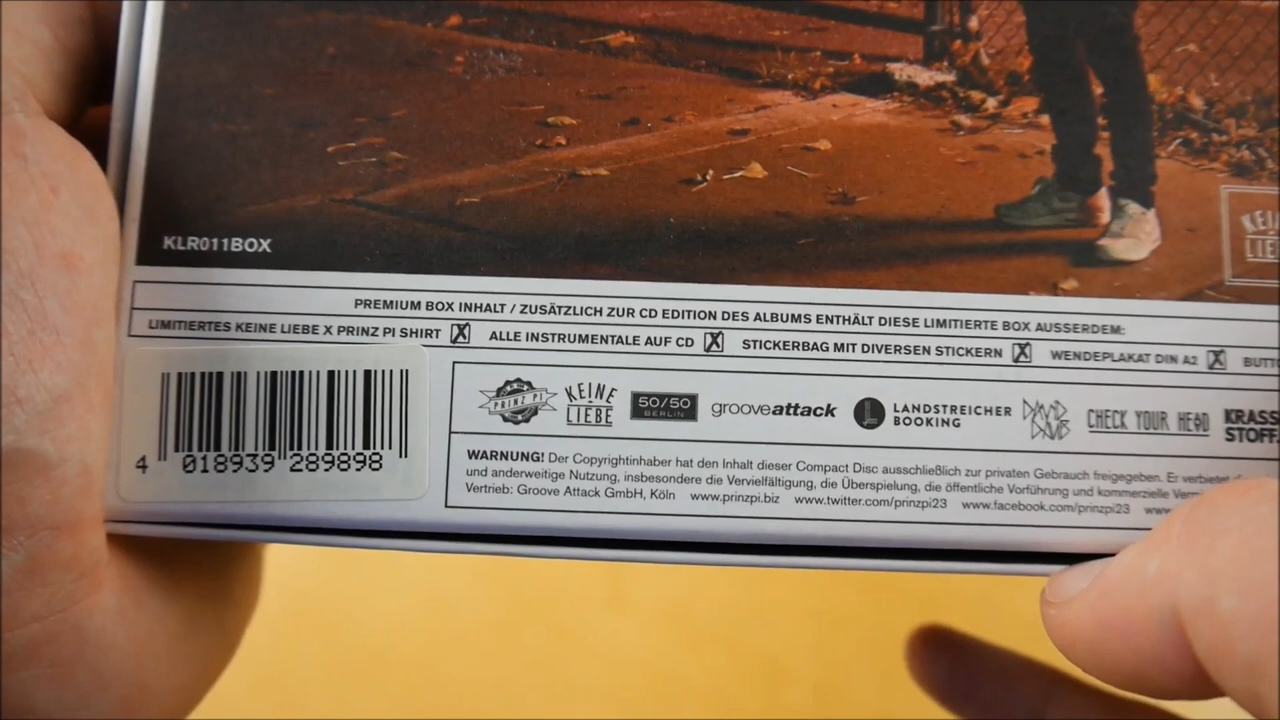 KLR011BOX
PREMIUM BOX INHALT / ZUSÄTZLICH ZUR CD EDITION DES ALBUMS ENTHÄLT DIESE LIMITIERTE BOX AUSSERDEM:
LIMITIERTES KEINE LIEBE X PRINZ PI SHIRT ☒ ALLE INSTRUMENTALE AUF CD ☒ STICKERBAG MIT DIVERSEN STICKERN ☒ WENDEPLAKAT DIN A2 ☒
PRINZ PI
KEINE
LIEBE
50/50
BERLIN
grooveattack
LANDSTREICHER
BOOKING
CHECK YOUR HEAD
KRASS
STOFF
4 018939 289898
WARNUNG! Der Copyrightinhaber hat den Inhalt dieser Compact Disc ausschließlich zur privaten Gebrauch freigegeben. Er verbietet
und anderweitige Nutzung, insbesondere die Vervielfältigung, die Überspielung, die öffentliche Vorführung und kommerzielle
Vertrieb: Groove Attack GmbH, Köln www.prinzpi.biz www.twitter.com/prinzpi23 www.facebook.com/prinzpi23